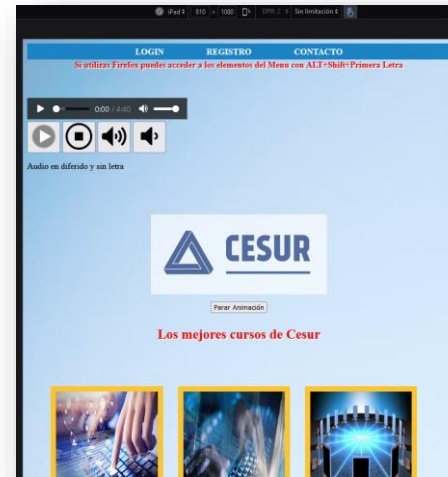 iPad 810 x 1080 DPR: 2 Sin limitación
LOGIN REGISTRO CONTACTO
Si utilizas Firefox puedes acceder a los elementos del Menu con ALT+Shift+Primera Letra
0:00 / 4:40
Audio en diferido y sin letra
CESUR
Parar Animación
Los mejores cursos de Cesur